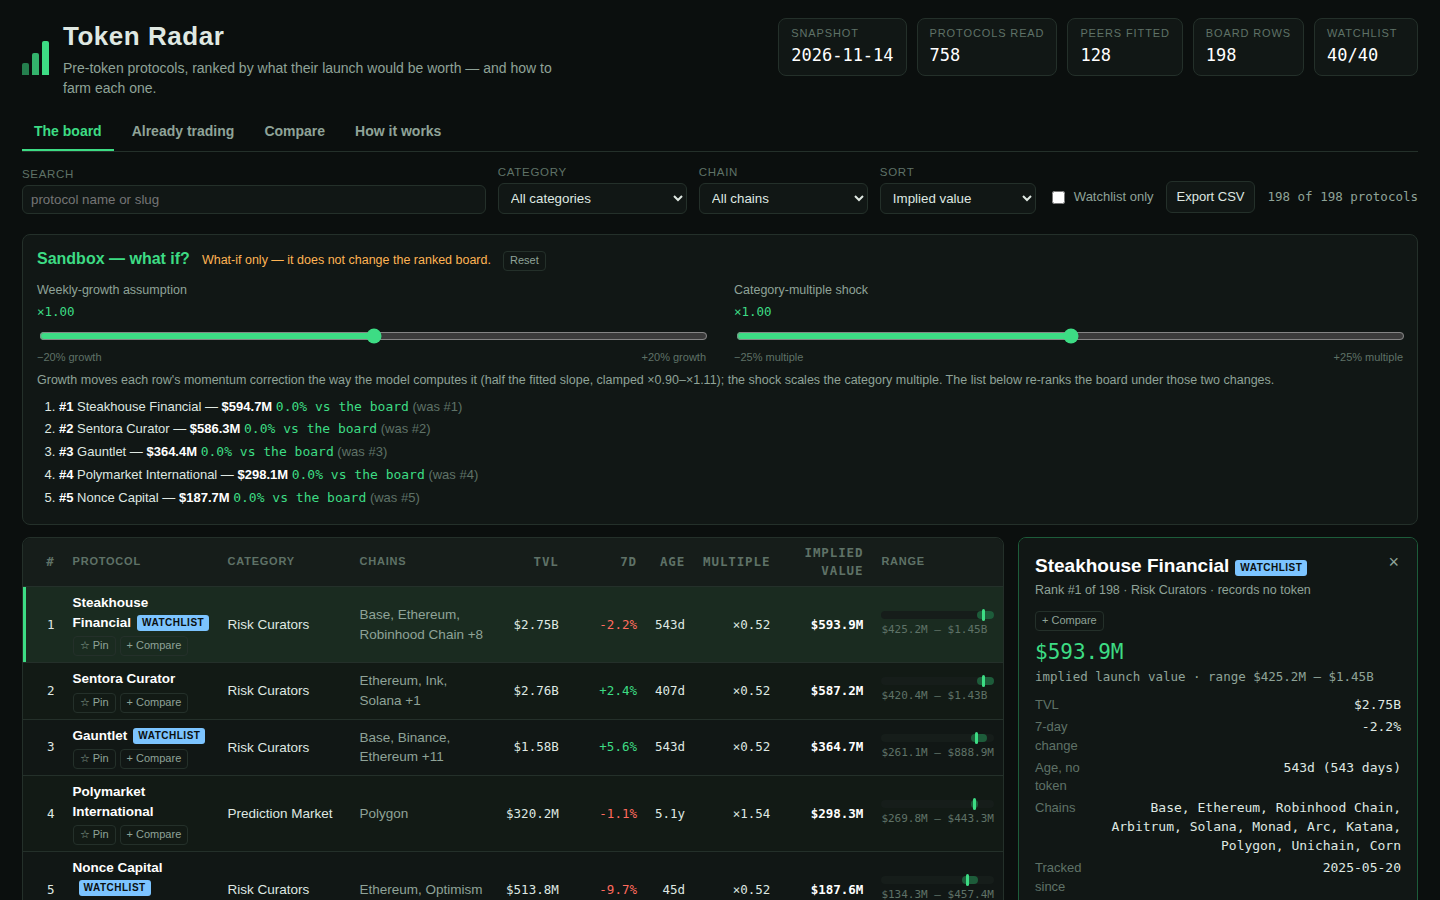 Token Radar
Pre-token protocols, ranked by what their launch would be worth — and how to
farm each one.
SNAPSHOT
2026-11-14
PROTOCOLS READ
758
PEERS FITTED
128
BOARD ROWS
198
WATCHLIST
40/40
The board
Already trading
Compare
How it works
SEARCH
protocol name or slug
CATEGORY
All categories
CHAIN
All chains
SORT
Implied value
Watchlist only
Export CSV
198 of 198 protocols
Sandbox — what if? What-if only — it does not change the ranked board. Reset
Weekly-growth assumption
×1.00
−20% growth +20% growth
Category-multiple shock
×1.00
−25% multiple +25% multiple
Growth moves each row's momentum correction the way the model computes it (half the fitted slope, clamped ×0.90–×1.11); the shock scales the category multiple. The list below re-ranks the board under those two changes.
1. #1 Steakhouse Financial — $594.7M 0.0% vs the board (was #1)
2. #2 Sentora Curator — $586.3M 0.0% vs the board (was #2)
3. #3 Gauntlet — $364.4M 0.0% vs the board (was #3)
4. #4 Polymarket International — $298.1M 0.0% vs the board (was #4)
5. #5 Nonce Capital — $187.7M 0.0% vs the board (was #5)
# PROTOCOL CATEGORY CHAINS TVL 7D AGE MULTIPLE IMPLIED VALUE RANGE
1 Steakhouse Financial WATCHLIST Risk Curators Base, Ethereum, Robinhood Chain +8 $2.75B -2.2% 543d ×0.52 $593.9M $425.2M – $1.45B
☆ Pin + Compare
2 Sentora Curator Risk Curators Ethereum, Ink, Solana +1 $2.76B +2.4% 407d ×0.52 $587.2M $420.4M – $1.43B
☆ Pin + Compare
3 Gauntlet WATCHLIST Risk Curators Base, Binance, Ethereum +11 $1.58B +5.6% 543d ×0.52 $364.7M $261.1M – $888.9M
☆ Pin + Compare
4 Polymarket International Prediction Market Polygon $320.2M -1.1% 5.1y ×1.54 $298.3M $269.8M – $443.3M
☆ Pin + Compare
5 Nonce Capital WATCHLIST Risk Curators Ethereum, Optimism $513.8M -9.7% 45d ×0.52 $187.6M $134.3M – $457.4M
Steakhouse Financial WATCHLIST ×
Rank #1 of 198 · Risk Curators · records no token
+ Compare
$593.9M
implied launch value · range $425.2M – $1.45B
TVL $2.75B
7-day change -2.2%
Age, no token 543d (543 days)
Chains Base, Ethereum, Robinhood Chain,
Arbitrum, Solana, Monad, Arc, Katana,
Polygon, Unichain, Corn
Tracked since 2025-05-20